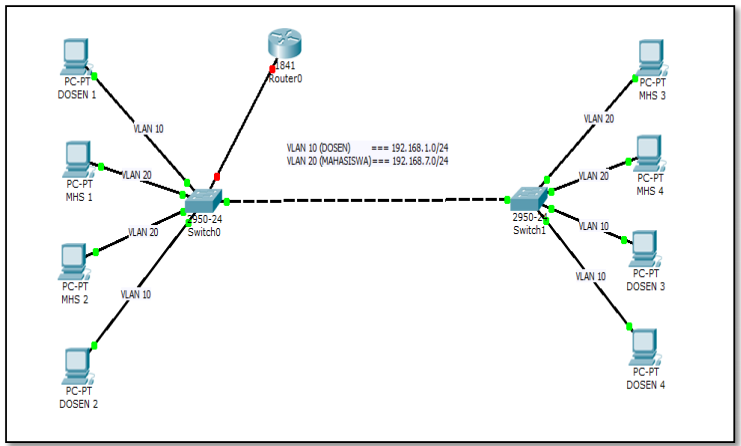 PC-PT
DOSEN 1
1841
Router0
PC-PT
MHS 3
VLAN 10
VLAN 20
VLAN 10 (DOSEN) === 192.168.1.0/24
VLAN 20 (MAHASISWA) === 192.168.7.0/24
PC-PT
MHS 1
VLAN 20
VLAN 20
PC-PT
MHS 4
2950-24
Switch0
2950-24
Switch1
VLAN 20
VLAN 10
PC-PT
MHS 2
PC-PT
DOSEN 3
VLAN 10
VLAN 10
PC-PT
DOSEN 2
PC-PT
DOSEN 4